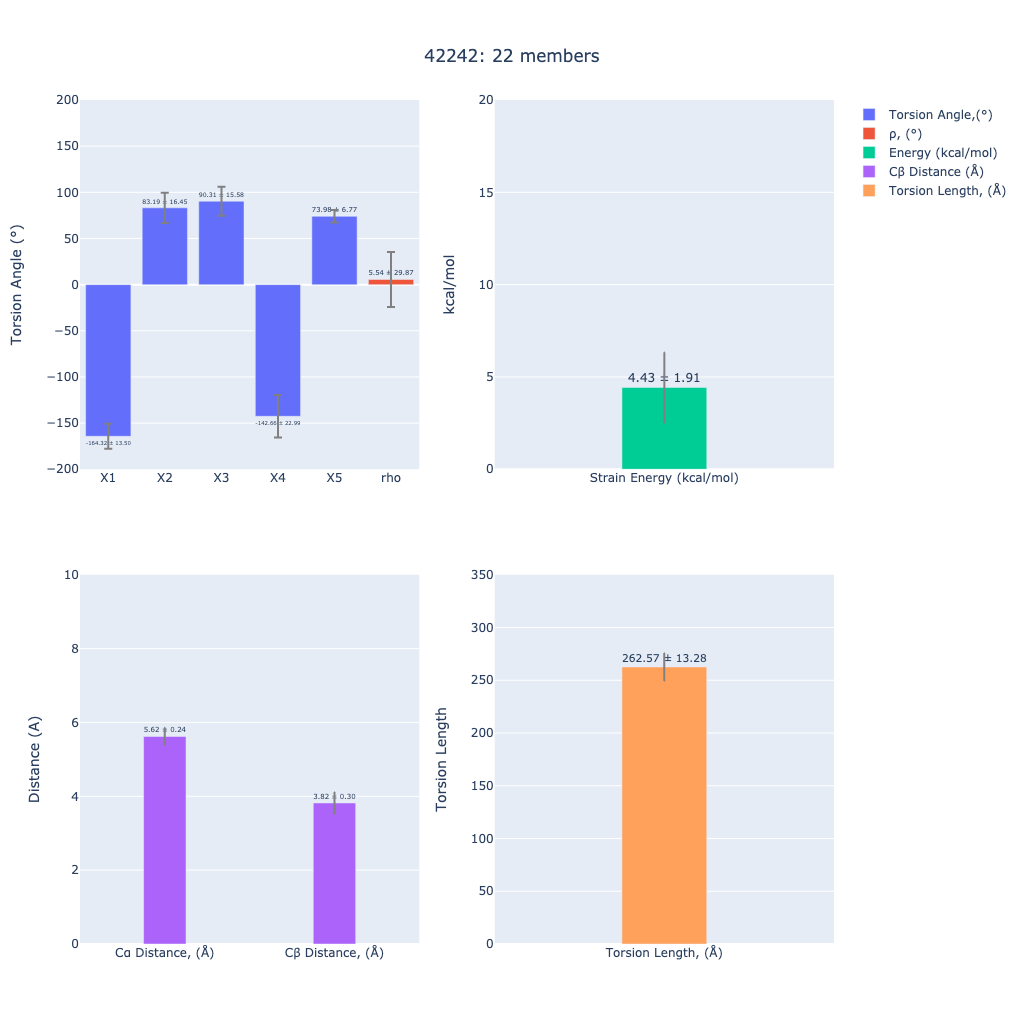 42242: 22 members
Torsion Angle (°)
200
150
100
50
0
−50
−100
−150
−200
-164.32 ± 13.50
83.19 ± 16.45
90.31 ± 15.58
-142.66 ± 22.99
73.98 ± 6.77
5.54 ± 29.87
X1
X2
X3
X4
X5
rho
kcal/mol
20
15
10
5
0
4.43 ± 1.91
Strain Energy (kcal/mol)
Torsion Angle,(°)
ρ, (°)
Energy (kcal/mol)
Cβ Distance (Å)
Torsion Length, (Å)
Distance (A)
10
8
6
4
2
0
5.62 ± 0.24
3.82 ± 0.30
Cα Distance, (Å)
Cβ Distance, (Å)
Torsion Length
350
300
250
200
150
100
50
0
262.57 ± 13.28
Torsion Length, (Å)